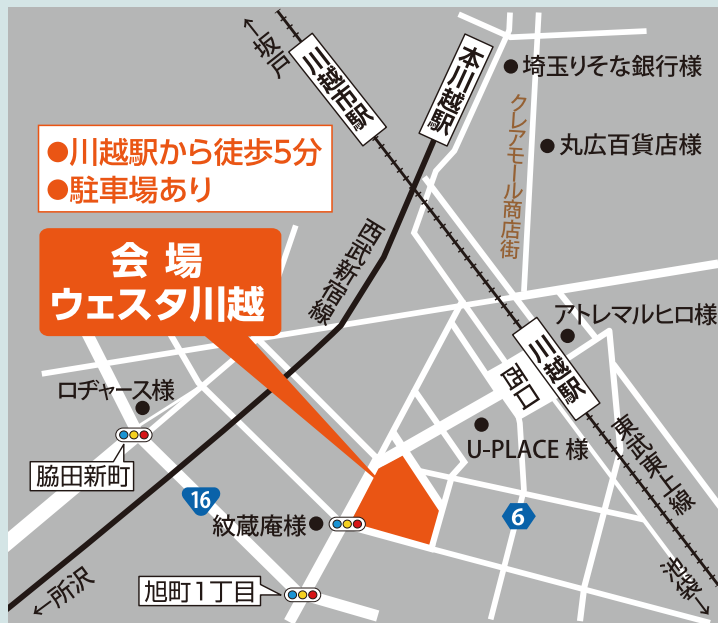 ←坂戸
川越市駅
本川越駅
●埼玉りそな銀行様
クレアモール商店街
●丸広百貨店様
●川越駅から徒歩5分
●駐車場あり
会場
ウェスタ川越
西武新宿線
アトレマルヒロ様
川越駅
西口
ロヂャース様
U-PLACE 様
東武東上線
脇田新町
16
紋蔵庵様
6
旭町1丁目
←所沢
池袋→